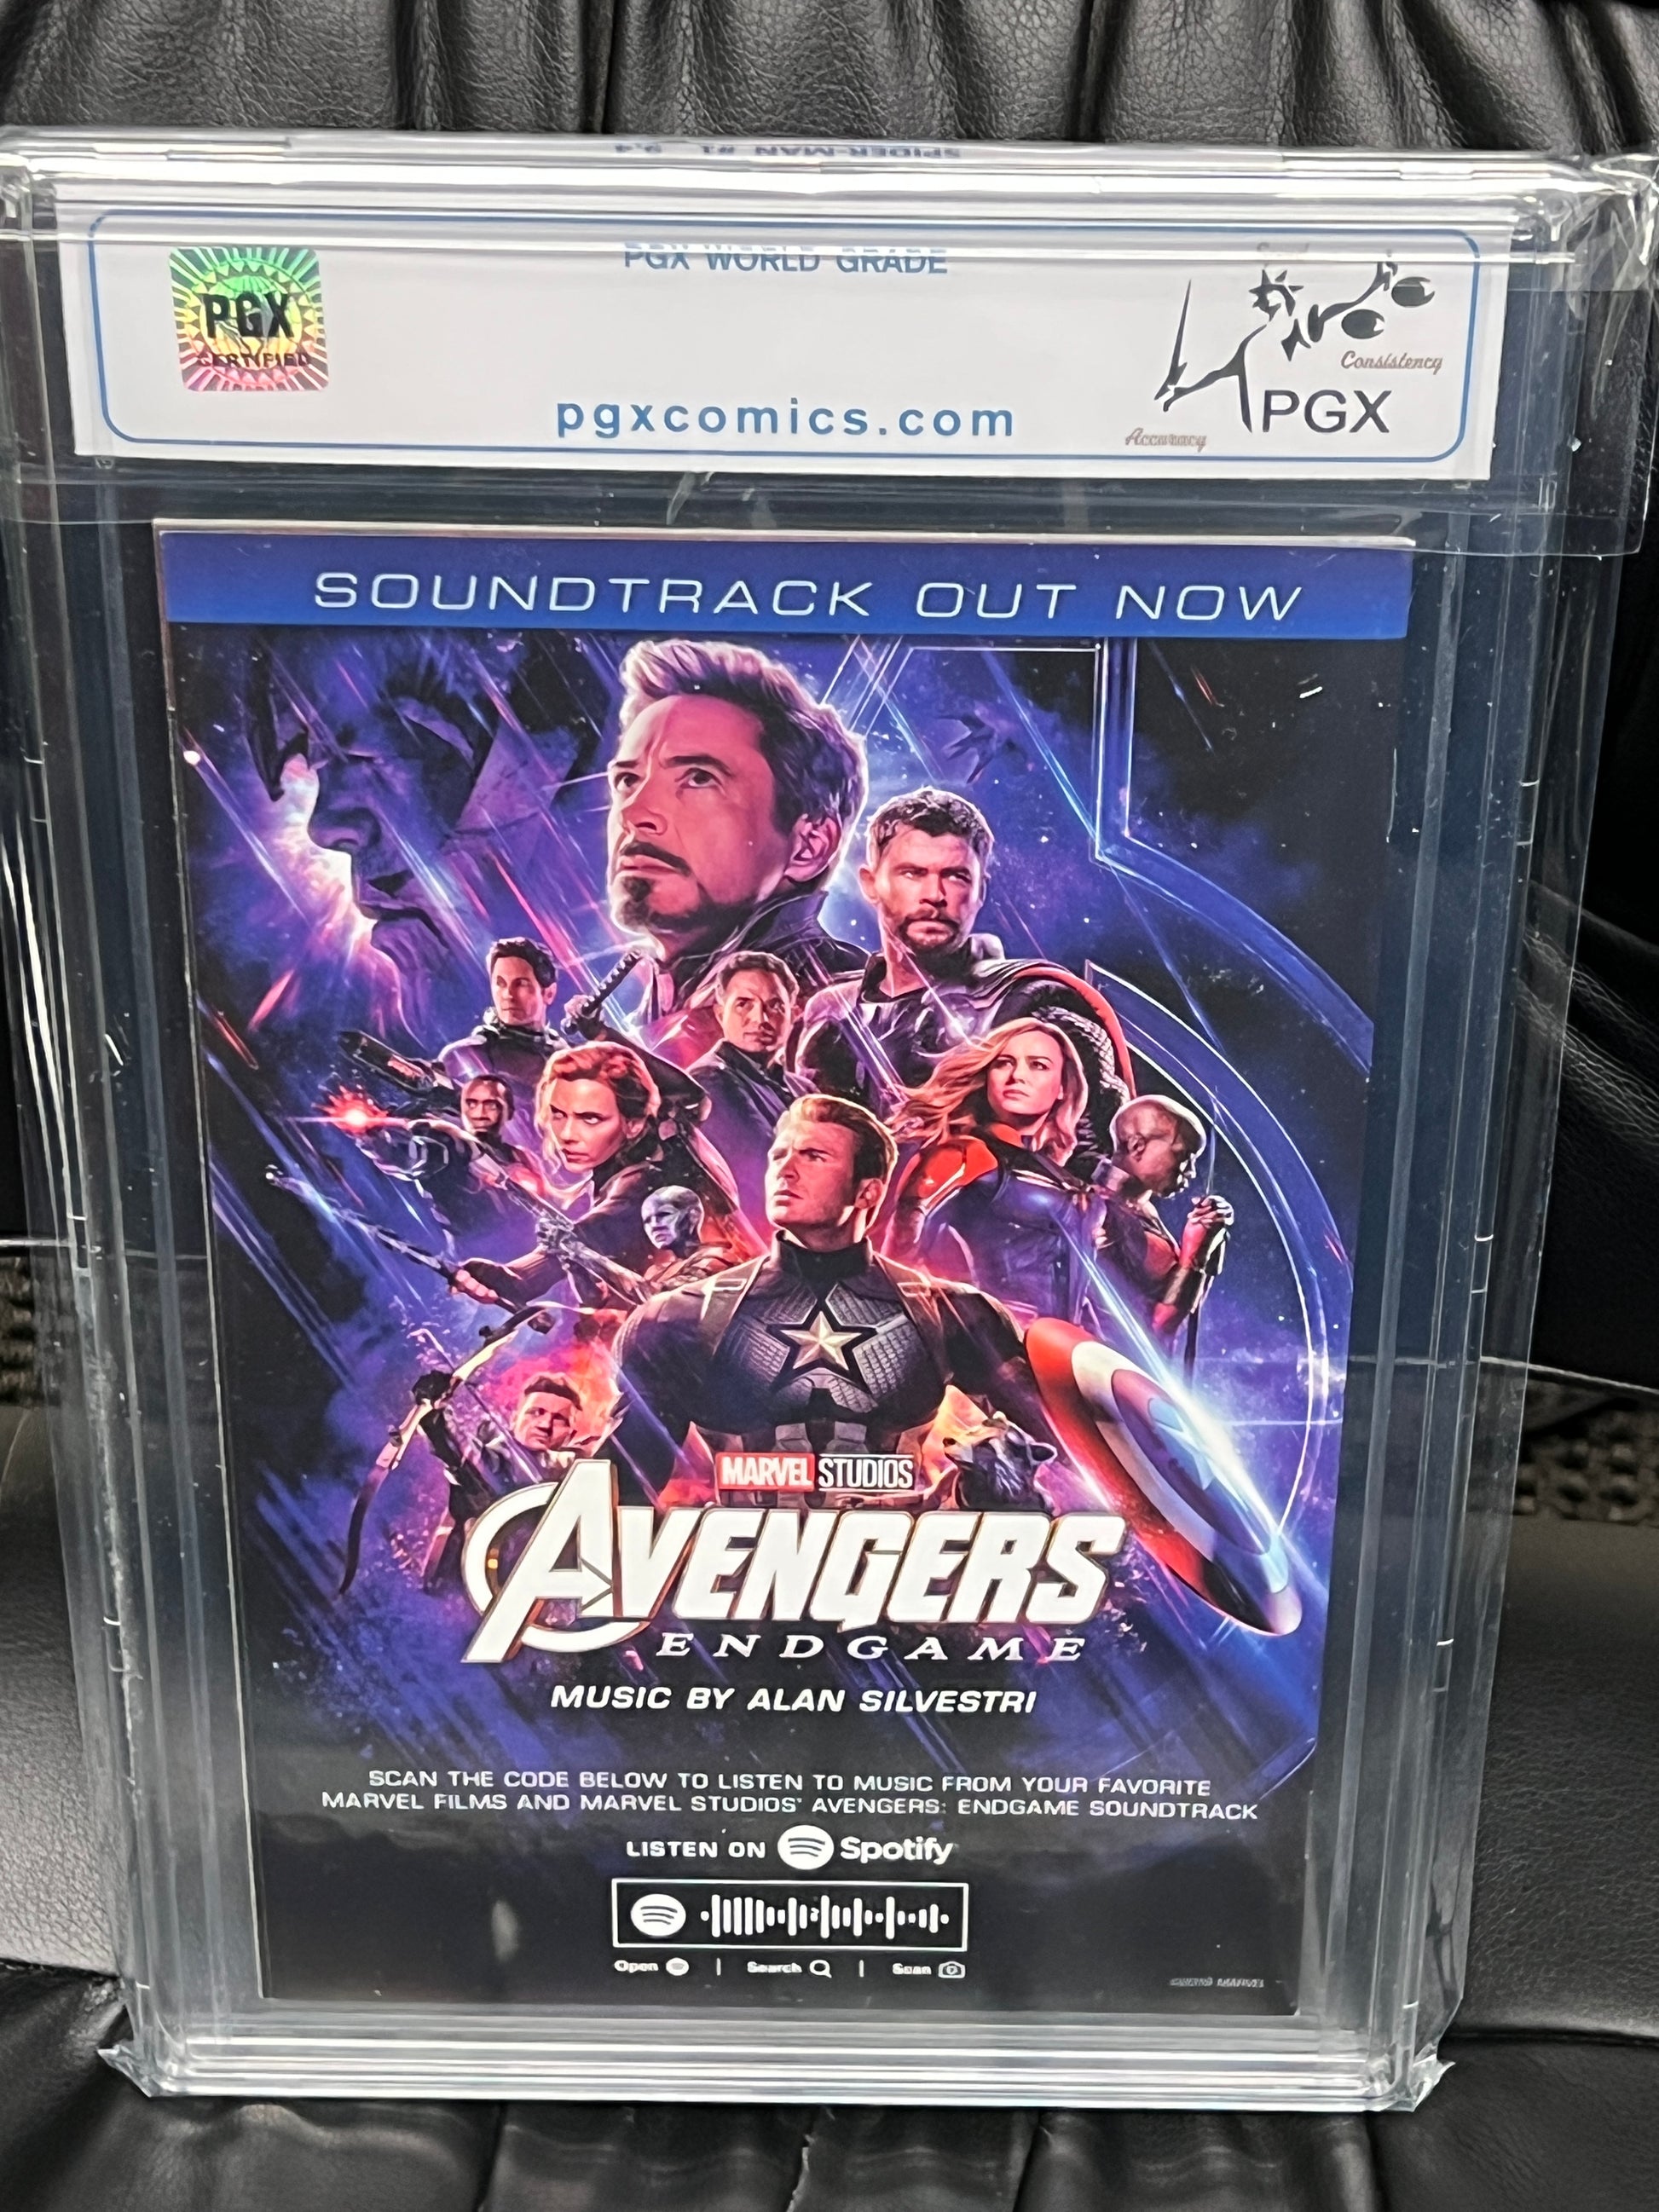 SPIDER-MAN #1 9.4
PGX WORLD GRADE
PGX
CERTIFIED
Consistency
pgxcomics.com
PGX
Accuracy
SOUNDTRACK OUT NOW
MARVEL STUDIOS
AVENGERS
ENDGAME
MUSIC BY ALAN SILVESTRI
SCAN THE CODE BELOW TO LISTEN TO MUSIC FROM YOUR FAVORITE
MARVEL FILMS AND MARVEL STUDIOS' AVENGERS: ENDGAME SOUNDTRACK
LISTEN ON Spotify
Open | Search | Scan
©2019 MARVEL